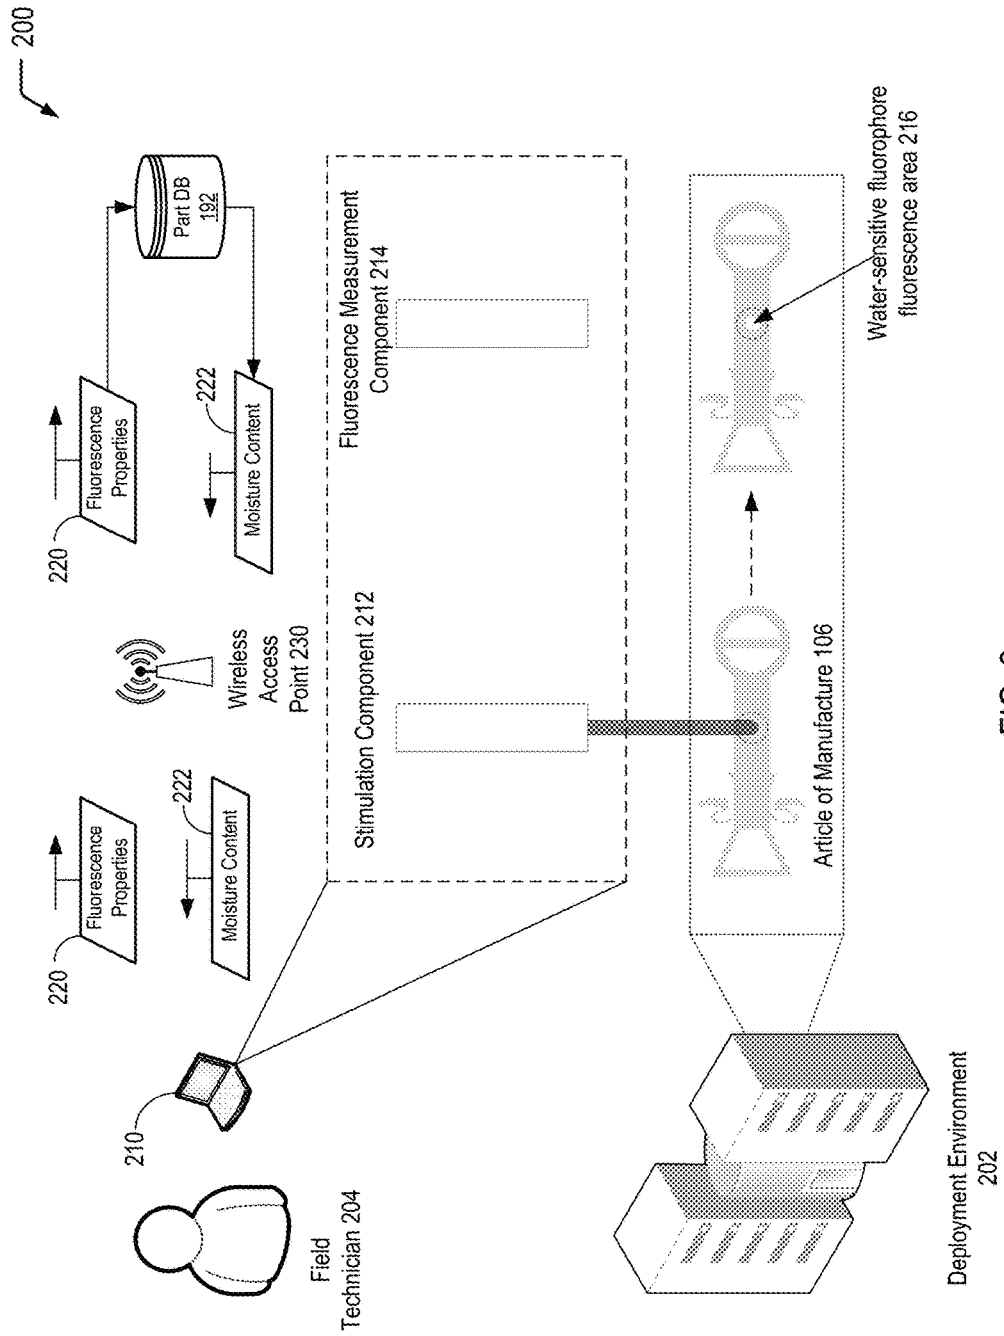 200
220
Fluorescence
Properties
222
Moisture Content
Wireless
Access
Point 230
220
Fluorescence
Properties
222
Moisture Content
Part DB
192
210
Field
Technician 204
Stimulation Component 212
Fluorescence Measurement
Component 214
Article of Manufacture 106
Water-sensitive fluorophore
fluorescence area 216
Deployment Environment
202